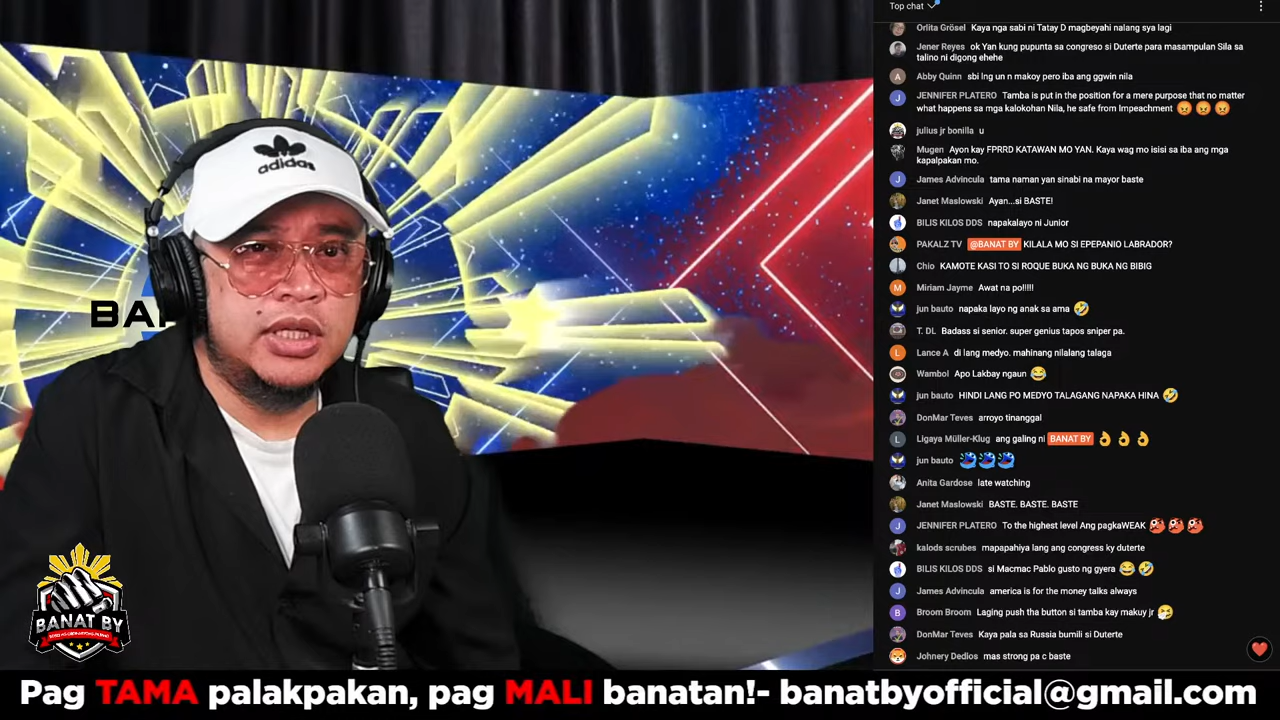 Top chat
Orlita Grösel Kaya nga sabi ni Tatay D magbeyahi nalang sya lagi
Jener Reyes ok Yan kung pupunta sa congreso si Duterte para masampulan Sila sa
talino ni digong ehehe
Abby Quinn sbi lng un n makoy pero iba ang ggwin nila
JENNIFER PLATERO Tamba is put in the position for a mere purpose that no matter
what happens sa mga kalokohan Nila, he safe from Impeachment 😡 😡 😡
julius jr bonilla u
Mugen Ayon kay FPRRD KATAWAN MO YAN. Kaya wag mo isisi sa iba ang mga
kapalpakan mo.
James Advincula tama naman yan sinabi na mayor baste
Janet Maslowski Ayan...si BASTE!
BILIS KILOS DDS napakalayo ni Junior
PAKALZ TV @BANAT BY KILALA MO SI EPEPANIO LABRADOR?
Chio KAMOTE KASI TO SI ROQUE BUKA NG BUKA NG BIBIG
Miriam Jayme Awat na po!!!!!
jun bauto napaka layo ng anak sa ama 🤣
T. DL Badass si senior. super genius tapos sniper pa.
Lance A di lang medyo. mahinang nilalang talaga
Wambol Apo Lakbay ngaun 😂
jun bauto HINDI LANG PO MEDYO TALAGANG NAPAKA HINA 🤣
DonMar Teves arroyo tinanggal
Ligaya Müller-Klug ang galing ni BANAT BY 👌 👌 👌
jun bauto
Anita Gardose late watching
Janet Maslowski BASTE. BASTE. BASTE
JENNIFER PLATERO To the highest level Ang pagkaWEAK
kalods scrubes mapapahiya lang ang congress ky duterte
BILIS KILOS DDS si Macmac Pablo gusto ng gyera 😂 🤣
James Advincula america is for the money talks always
Broom Broom Laging push tha button si tamba kay makuy jr
DonMar Teves Kaya pala sa Russia bumili si Duterte
Johnery Dedios mas strong pa c baste
adidas
BA
BANAT BY
Pag TAMA palakpakan, pag MALI banatan!- banatbyofficial@gmail.com